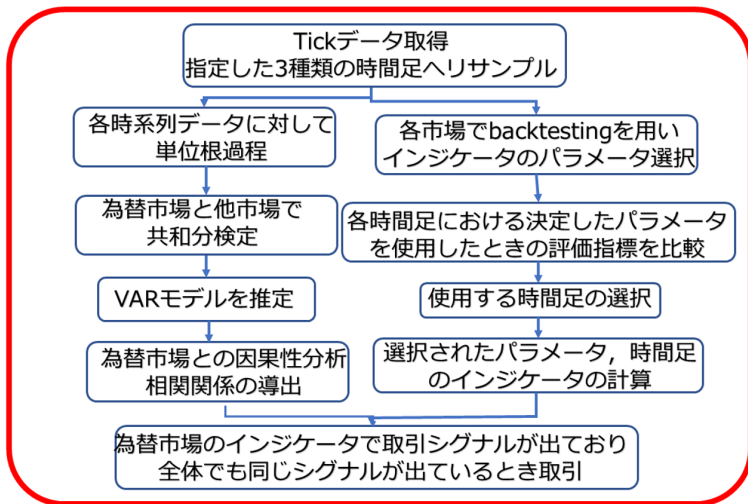 Tickデータ取得
指定した3種類の時間足へリサンプル
各時系列データに対して
単位根過程
為替市場と他市場で
共和分検定
VARモデルを推定
為替市場との因果性分析
相関関係の導出
各市場でbacktestingを用い
インジケータのパラメータ選択
各時間足における決定したパラメータ
を使用したときの評価指標を比較
使用する時間足の選択
選択されたパラメータ，時間足
のインジケータの計算
為替市場のインジケータで取引シグナルが出ており
全体でも同じシグナルが出ているとき取引